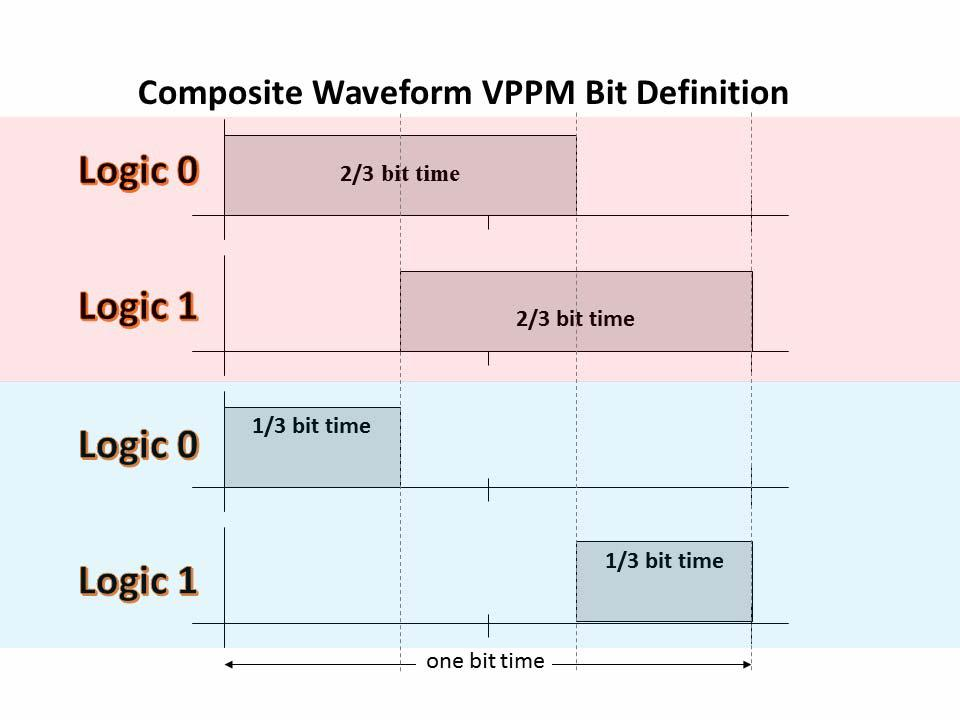 Composite Waveform VPPM Bit Definition
Logic 0
2/3 bit time
Logic 1
2/3 bit time
Logic 0
1/3 bit time
Logic 1
1/3 bit time
one bit time